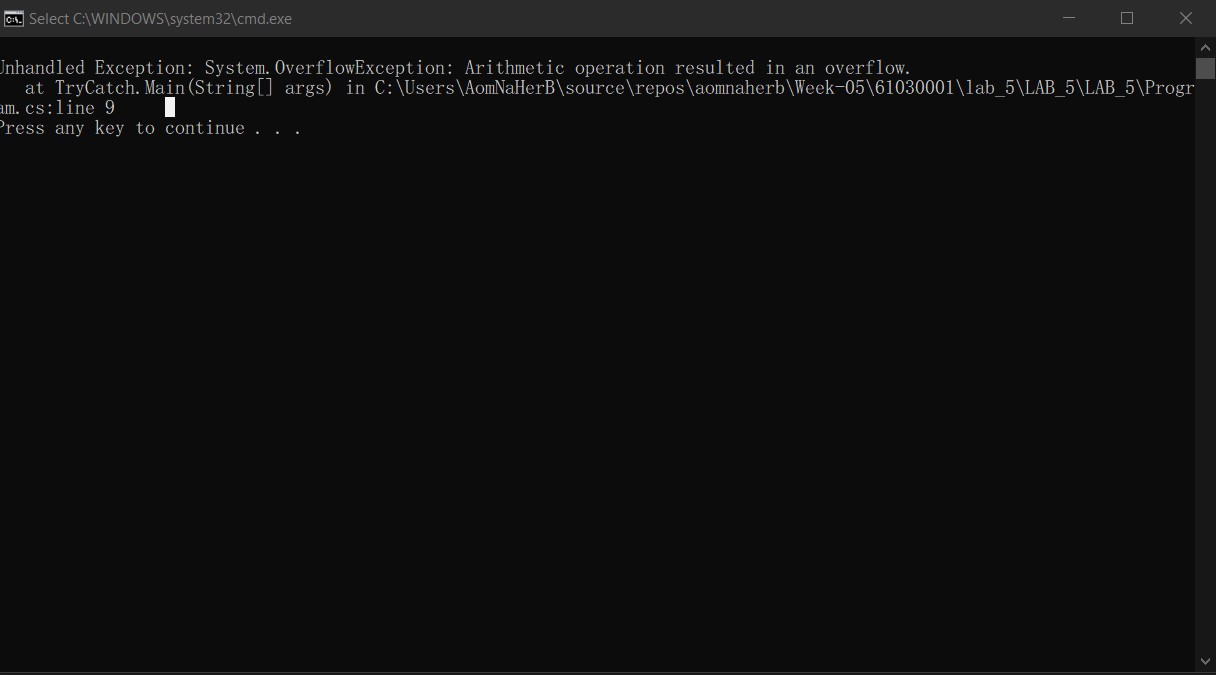 Select C:\WINDOWS\system32\cmd.exe
Unhandled Exception: System.OverflowException: Arithmetic operation resulted in an overflow.
   at TryCatch.Main(String[] args) in C:\Users\AomNaHerB\source\repos\aomnaherb\Week-05\61030001\lab_5\LAB_5\LAB_5\Progr
am.cs:line 9
Press any key to continue . . .